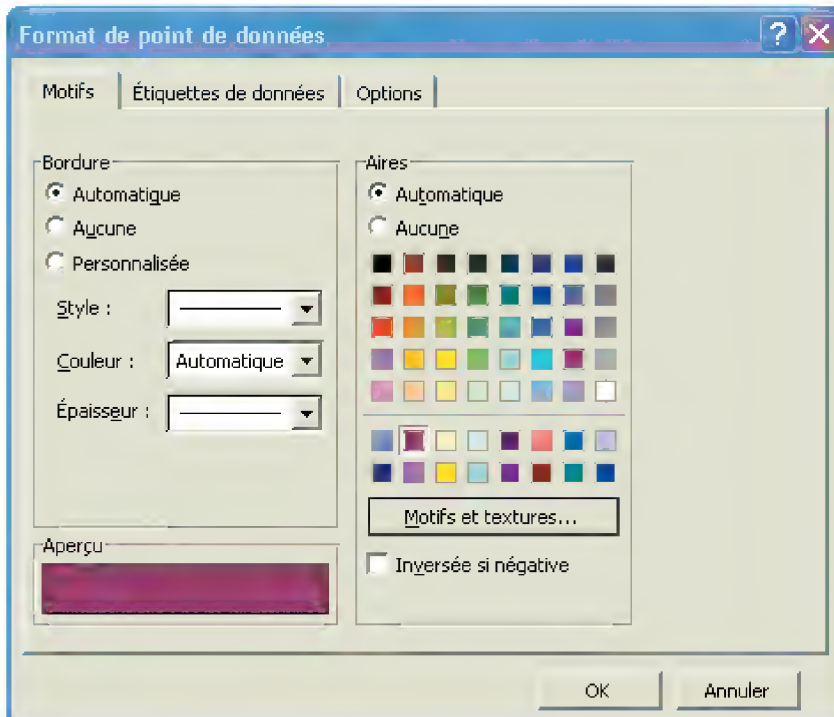 Format de point de données
Motifs
Étiquettes de données
Options
Bordure
Automatique
Aucune
Personnalisée
Style :
Couleur : Automatique
Épaisseur :
Aperçu
Aires
Automatique
Aucune
Motifs et textures...
Inversée si négative
OK
Annuler